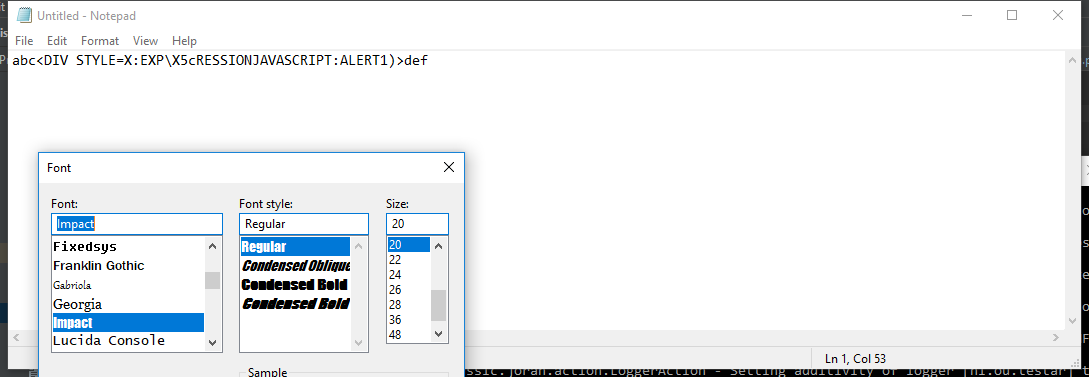 Untitled - Notepad
File Edit Format View Help
abc<DIV STYLE=X:EXP\X5cRESSIONJAVASCRIPT:ALERT1)>def
Font
Font: Font style: Size:
Impact Regular 20
Fixedsys Regular 20
Franklin Gothic Condensed Oblique 22
Gabriola Condensed Bold 24
Georgia Condensed Bold 26
Impact 28
Lucida Console 36
48
Ln 1, Col 53
Sample
ssic.joran.action.LoggerAction - Setting additivity of logger [nl.ou.testar]